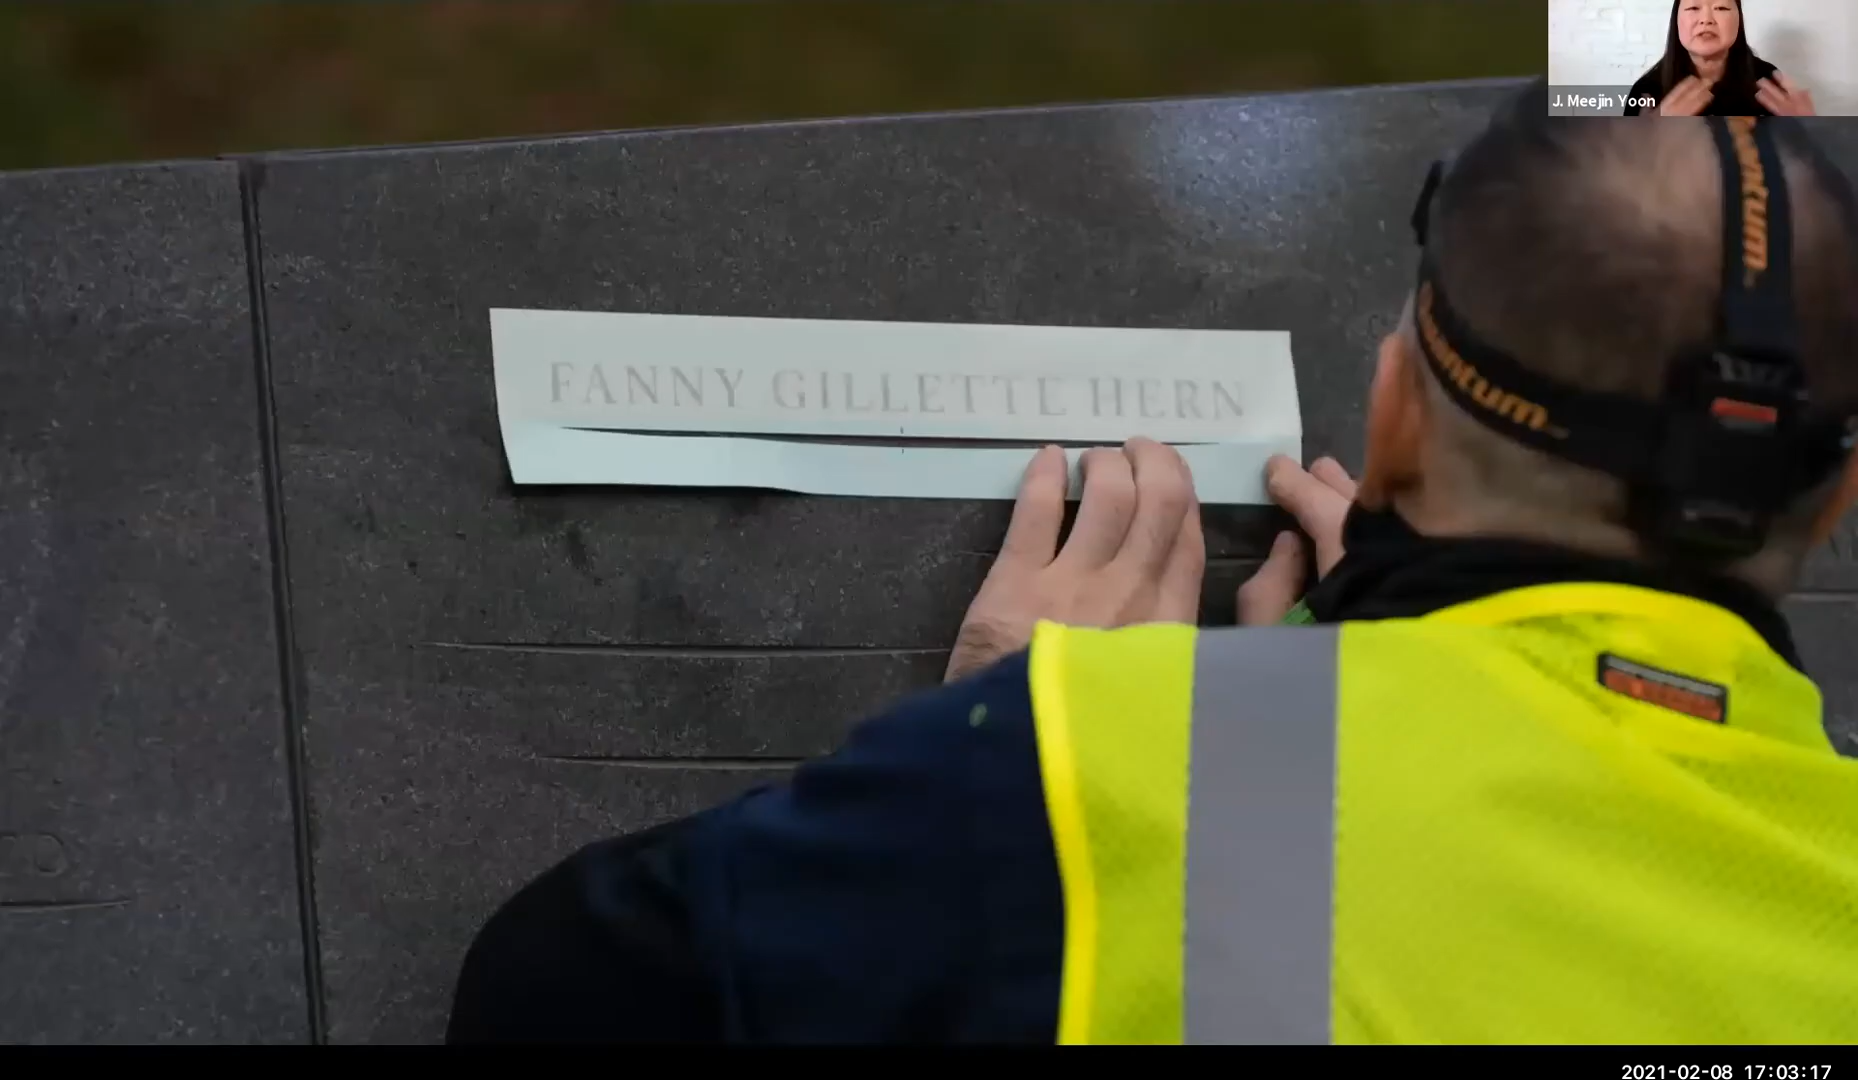 J. Meejin Yoon
FANNY GILLETTE HERN
quantum
quantum
2021-02-08 17:03:17